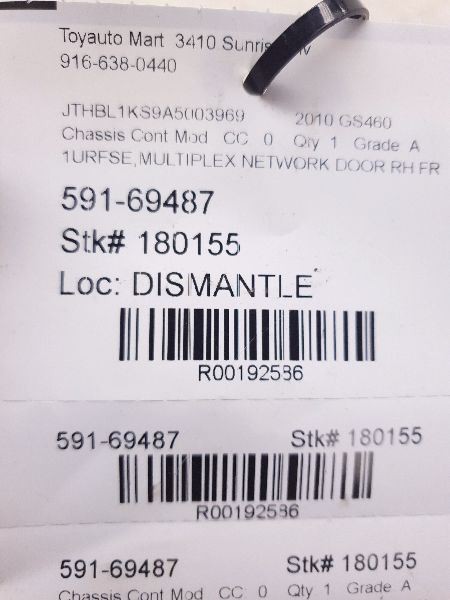 Toyauto Mart 3410
916-638-0440
JTHBL1KS9A5003969 2010 GS460
Chassis Cont Mod CC 0 Qty 1 Grade A
1URFSE,MULTIPLEX NETWORK DOOR RH FR
591-69487
Stk# 180155
Loc: DISMANTLE
R00192586
591-69487 Stk# 180155
R00192586
591-69487 Stk# 180155
Chassis Cont Mod CC 0 Qty 1 Grade A